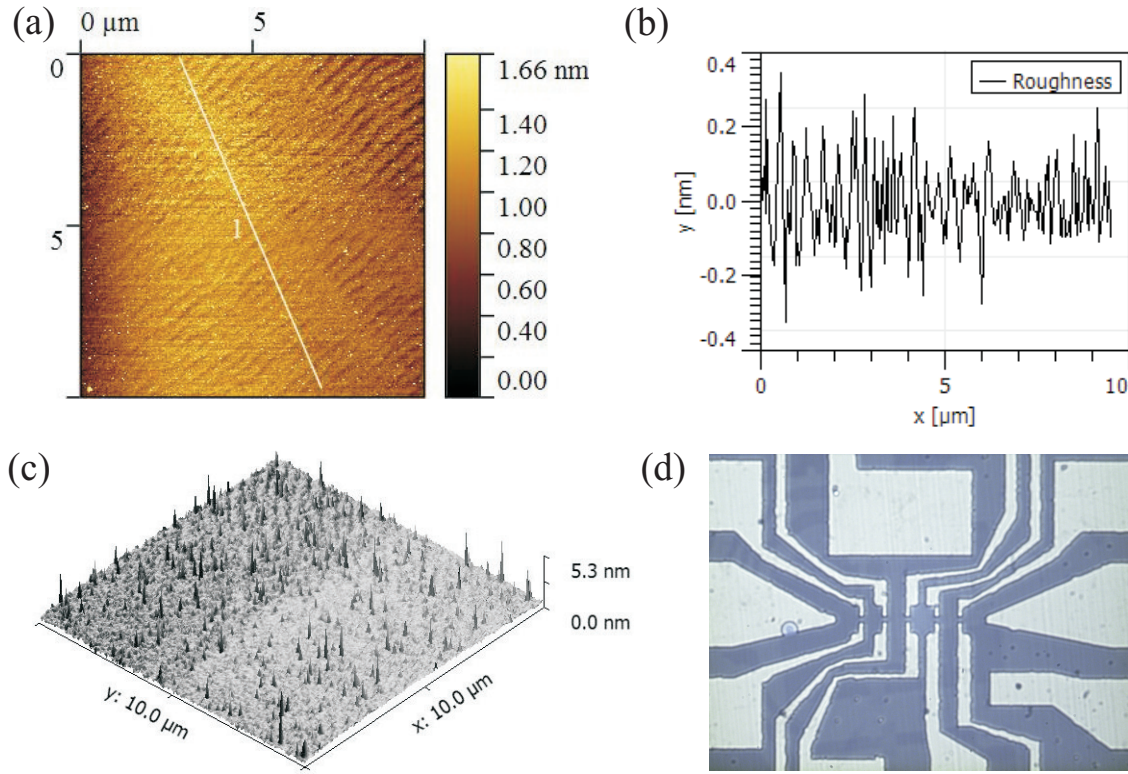 (a)
0 µm 5
0
5
1
1.66 nm
1.40
1.20
1.00
0.80
0.60
0.40
0.00
(b)
0.4
0.2
0.0
-0.2
-0.4
y [nm]
Roughness
0 5 10
x [µm]
(c)
5.3 nm
0.0 nm
y: 10.0 µm
x: 10.0 µm
(d)